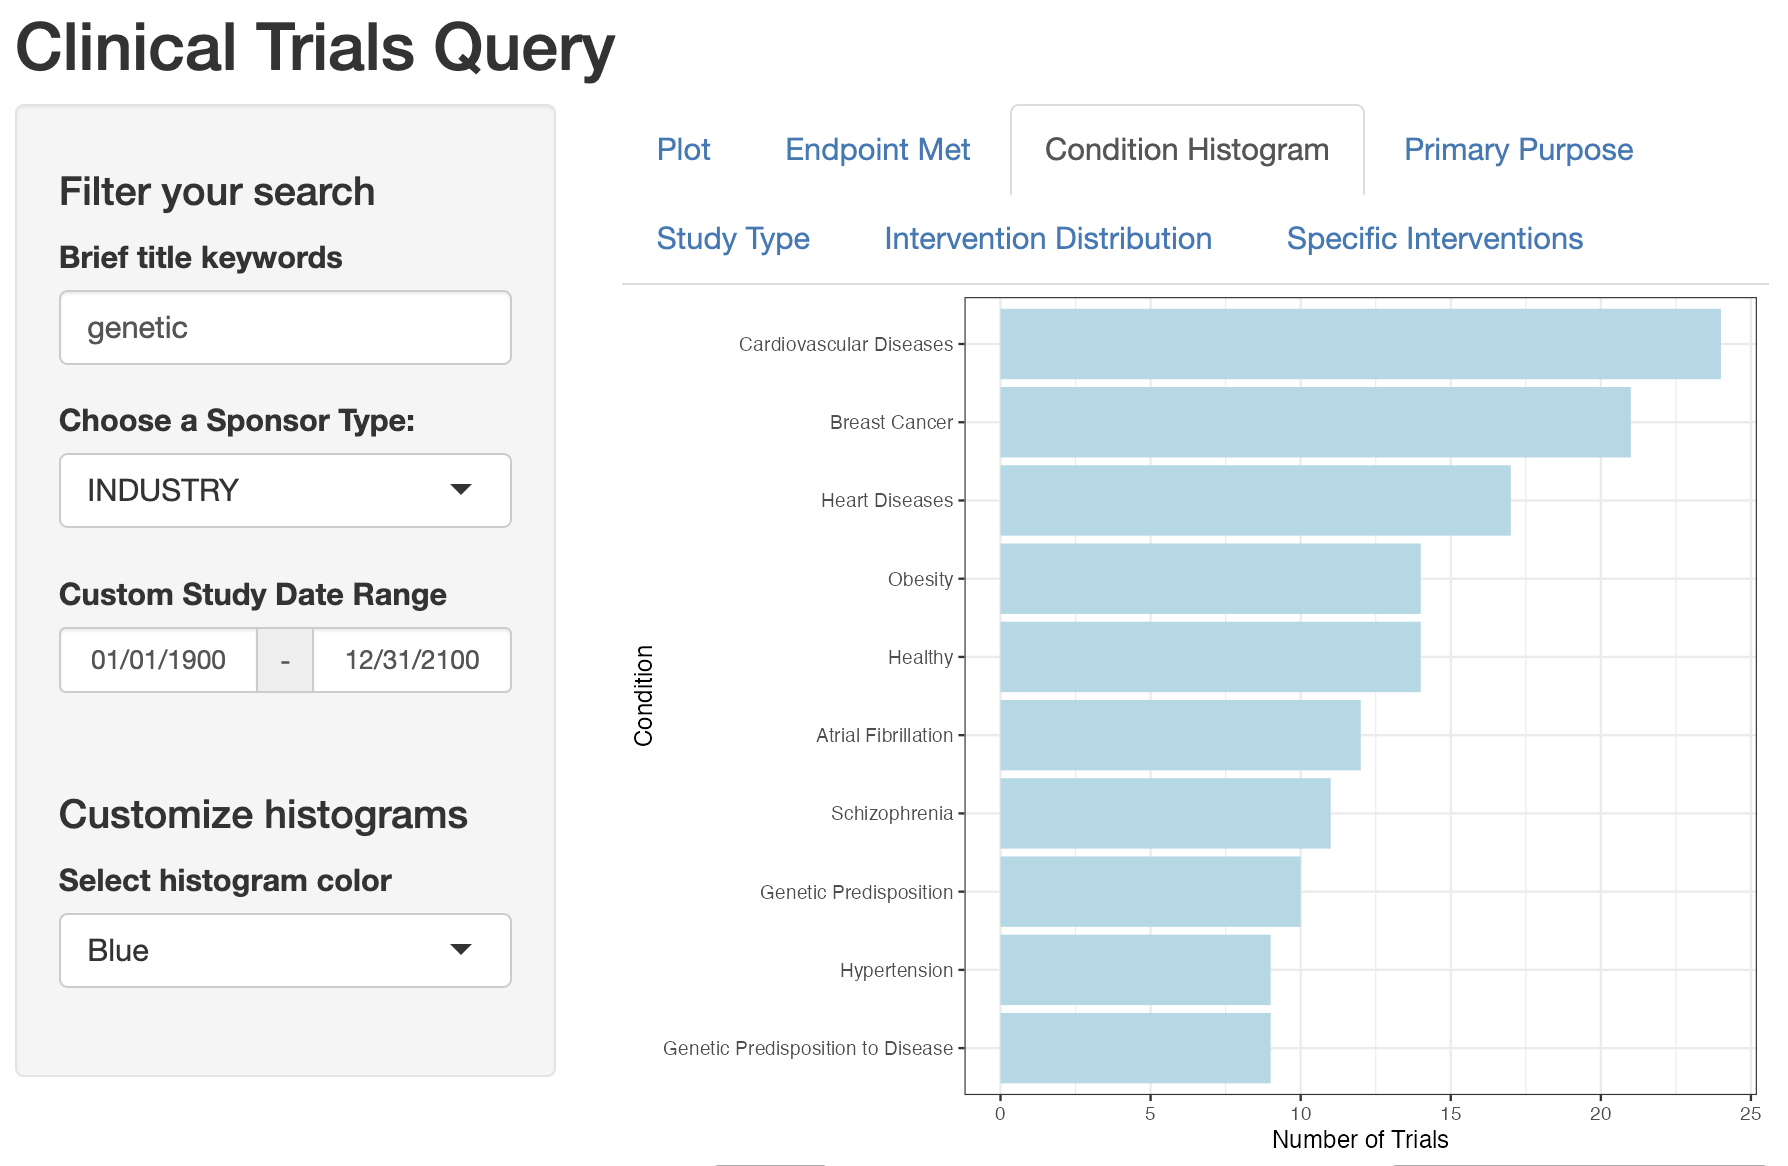 Clinical Trials Query
Filter your search
Brief title keywords
genetic
Choose a Sponsor Type:
INDUSTRY
Custom Study Date Range
01/01/1900 - 12/31/2100
Customize histograms
Select histogram color
Blue
Plot Endpoint Met Condition Histogram Primary Purpose
Study Type Intervention Distribution Specific Interventions
Condition
Cardiovascular Diseases
Breast Cancer
Heart Diseases
Obesity
Healthy
Atrial Fibrillation
Schizophrenia
Genetic Predisposition
Hypertension
Genetic Predisposition to Disease
0 5 10 15 20 25
Number of Trials